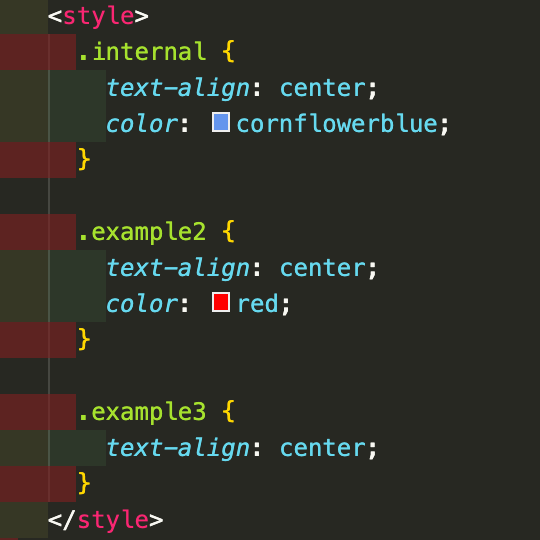 <style>
.internal {
text-align: center;
color: cornflowerblue;
}
.example2 {
text-align: center;
color: red;
}
.example3 {
text-align: center;
}
</style>